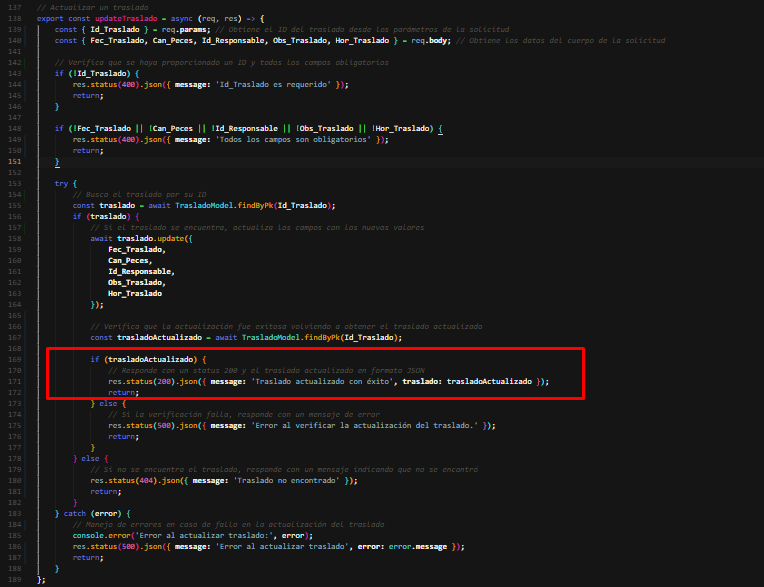 137 // Actualizar un traslado
138 export const updateTraslado = async (req, res) => {
139 const { Id_Traslado } = req.params; // Obtiene el ID del traslado desde los parámetros de la solicitud
140 const { Fec_Traslado, Can_Peces, Id_Responsable, Obs_Traslado, Hor_Traslado } = req.body; // Obtiene los datos del cuerpo de la solicitud
141
142 // Verifica que se haya proporcionado un ID y todos los campos obligatorios
143 if (!Id_Traslado) {
144 res.status(400).json({ message: 'Id_Traslado es requerido' });
145 return;
146 }
147
148 if (!Fec_Traslado || !Can_Peces || !Id_Responsable || !Obs_Traslado || !Hor_Traslado) {
149 res.status(400).json({ message: 'Todos los campos son obligatorios' });
150 return;
151 }
152
153 try {
154 // Busca el traslado por su ID
155 const traslado = await TrasladoModel.findByPk(Id_Traslado);
156 if (traslado) {
157 // Si el traslado se encuentra, actualiza los campos con los nuevos valores
158 await traslado.update({
159 Fec_Traslado,
160 Can_Peces,
161 Id_Responsable,
162 Obs_Traslado,
163 Hor_Traslado
164 });
165
166 // Verifica que la actualización fue exitosa volviendo a obtener el traslado actualizado
167 const trasladoActualizado = await TrasladoModel.findByPk(Id_Traslado);
168
169 if (trasladoActualizado) {
170 // Responde con un status 200 y el traslado actualizado en formato JSON
171 res.status(200).json({ message: 'Traslado actualizado con éxito', traslado: trasladoActualizado });
172 return;
173 } else {
174 // Si la verificación falla, responde con un mensaje de error
175 res.status(500).json({ message: 'Error al verificar la actualización del traslado.' });
176 return;
177 }
178 } else {
179 // Si no se encuentra el traslado, responde con un mensaje indicando que no se encontró
180 res.status(404).json({ message: 'Traslado no encontrado' });
181 return;
182 }
183 } catch (error) {
184 // Manejo de errores en caso de fallo en la actualización del traslado
185 console.error('Error al actualizar traslado:', error);
186 res.status(500).json({ message: 'Error al actualizar traslado', error: error.message });
187 return;
188 }
189 };